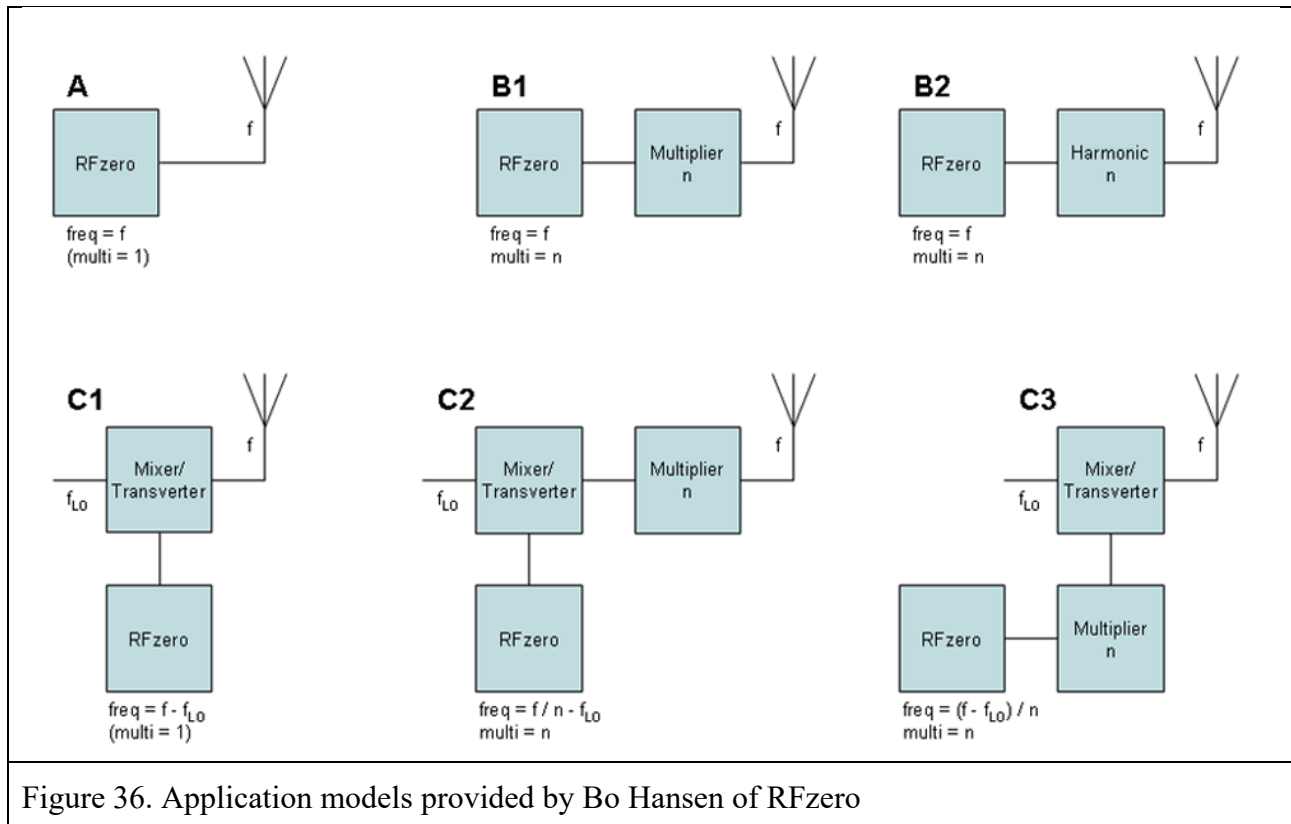 A
f
RFzero
freq = f
(multi = 1)
B1
f
RFzero
Multiplier
n
freq = f
multi = n
B2
f
RFzero
Harmonic
n
freq = f
multi = n
C1
f
Mixer/
Transverter
fLO
RFzero
freq = f - fLO
(multi = 1)
C2
f
Mixer/
Transverter
Multiplier
n
fLO
RFzero
freq = f / n - fLO
multi = n
C3
f
Mixer/
Transverter
fLO
RFzero
Multiplier
n
freq = (f - fLO) / n
multi = n
Figure 36. Application models provided by Bo Hansen of RFzero